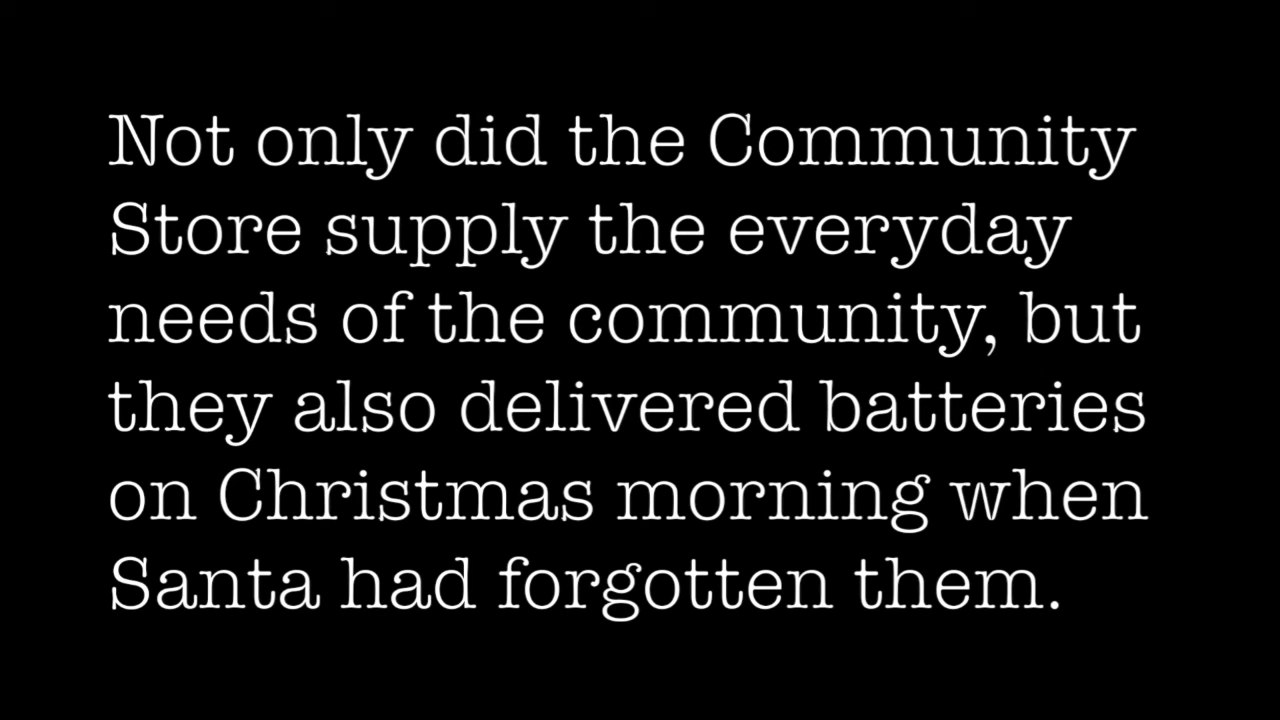 Not only did the Community
Store supply the everyday
needs of the community, but
they also delivered batteries
on Christmas morning when
Santa had forgotten them.